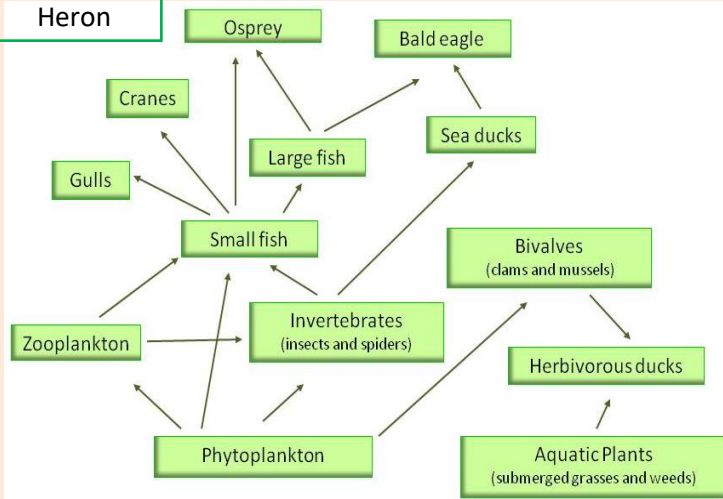 Heron
Osprey
Bald eagle
Cranes
Sea ducks
Large fish
Gulls
Small fish
Bivalves
(clams and mussels)
Invertebrates
(insects and spiders)
Zooplankton
Herbivorous ducks
Phytoplankton
Aquatic Plants
(submerged grasses and weeds)